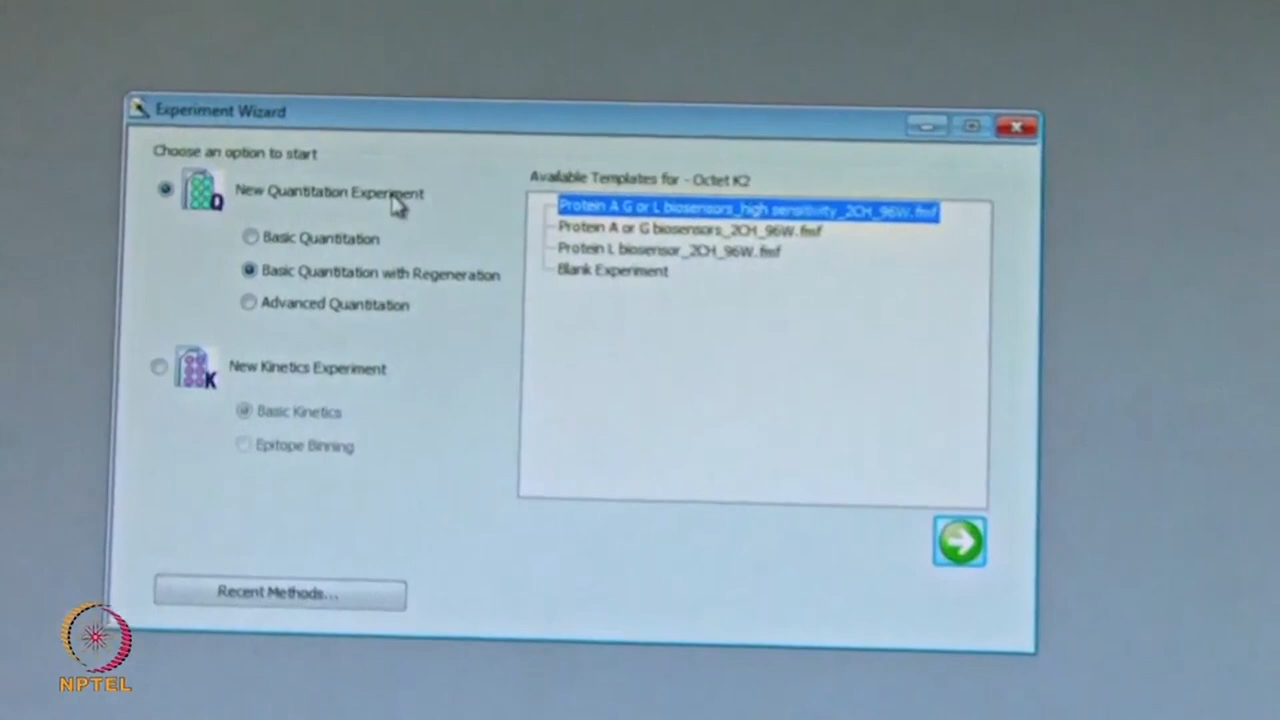 Experiment Wizard
Choose an option to start
New Quantitation Experiment
Q
Basic Quantitation
Basic Quantitation with Regeneration
Advanced Quantitation
New Kinetics Experiment
K
Basic Kinetics
Epitope Binning
Recent Methods...
Available Templates for - Octet K2
Protein A G or L biosensors_high sensitivity_2CH_96W.fmf
Protein A or G biosensors_2CH_96W.fmf
Protein L biosensor_2CH_96W.fmf
Blank Experiment
NPTEL